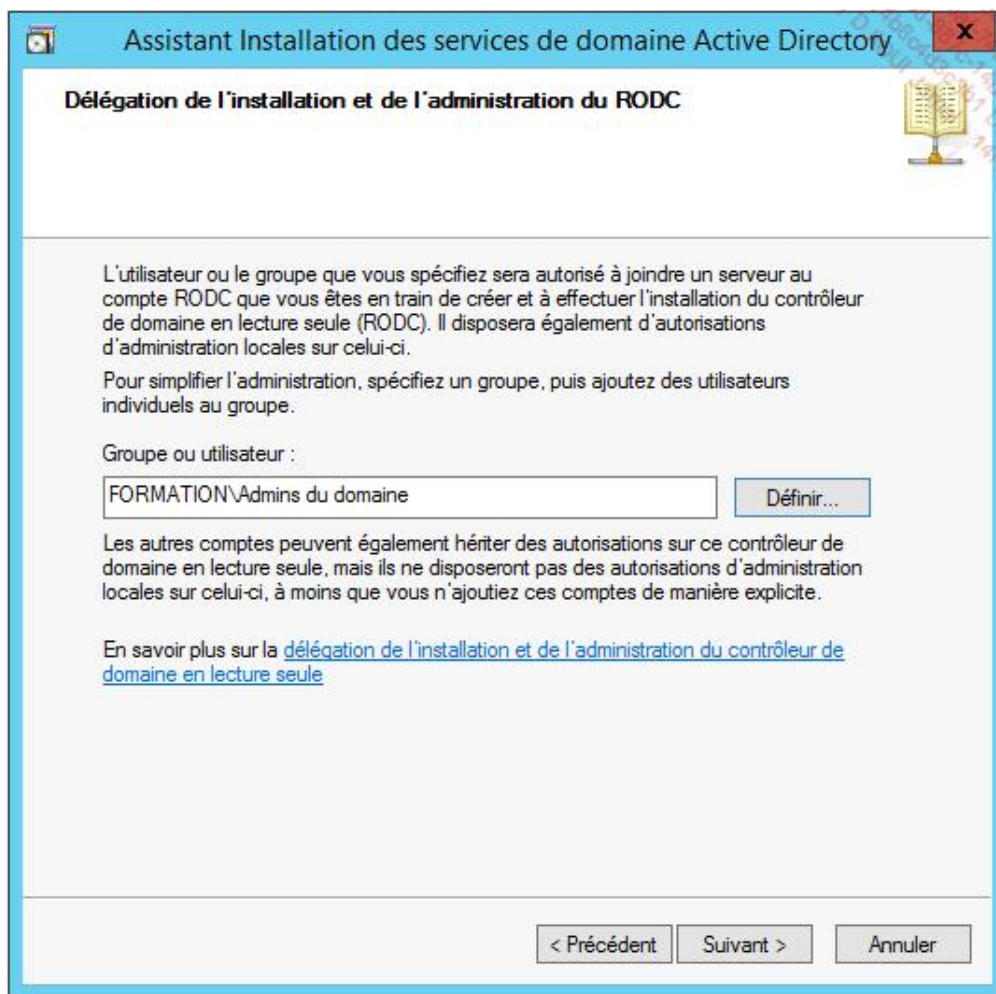 Assistant Installation des services de domaine Active Directory
x
Délégation de l'installation et de l'administration du RODC
L'utilisateur ou le groupe que vous spécifiez sera autorisé à joindre un serveur au
compte RODC que vous êtes en train de créer et à effectuer l'installation du contrôleur
de domaine en lecture seule (RODC). Il disposera également d'autorisations
d'administration locales sur celui-ci.
Pour simplifier l'administration, spécifiez un groupe, puis ajoutez des utilisateurs
individuels au groupe.
Groupe ou utilisateur :
FORMATION\Admins du domaine
Définir...
Les autres comptes peuvent également hériter des autorisations sur ce contrôleur de
domaine en lecture seule, mais ils ne disposeront pas des autorisations d'administration
locales sur celui-ci, à moins que vous n'ajoutiez ces comptes de manière explicite.
En savoir plus sur la délégation de l'installation et de l'administration du contrôleur de
domaine en lecture seule
< Précédent
Suivant >
Annuler